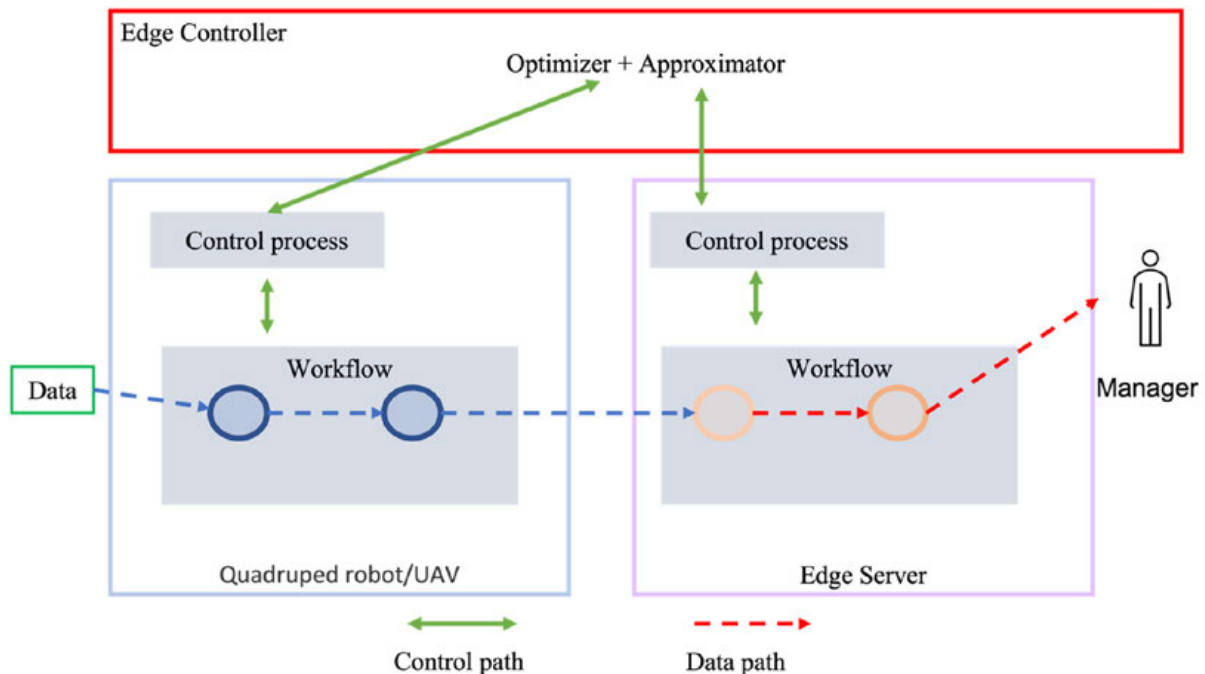 Edge Controller
Optimizer + Approximator
Control process
Control process
Workflow
Workflow
Data
Manager
Quadruped robot/UAV
Edge Server
Control path
Data path